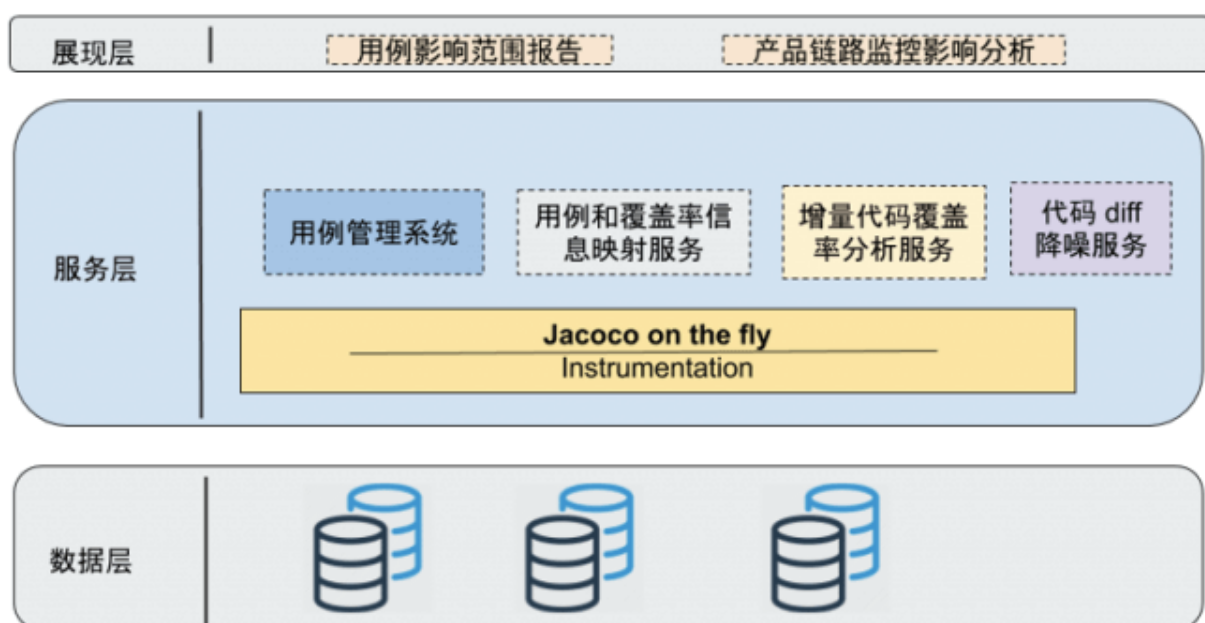 展现层
用例影响范围报告
产品链路监控影响分析
服务层
用例管理系统
用例和覆盖率信
息映射服务
增量代码覆盖
率分析服务
代码 diff
降噪服务
Jacoco on the fly
Instrumentation
数据层